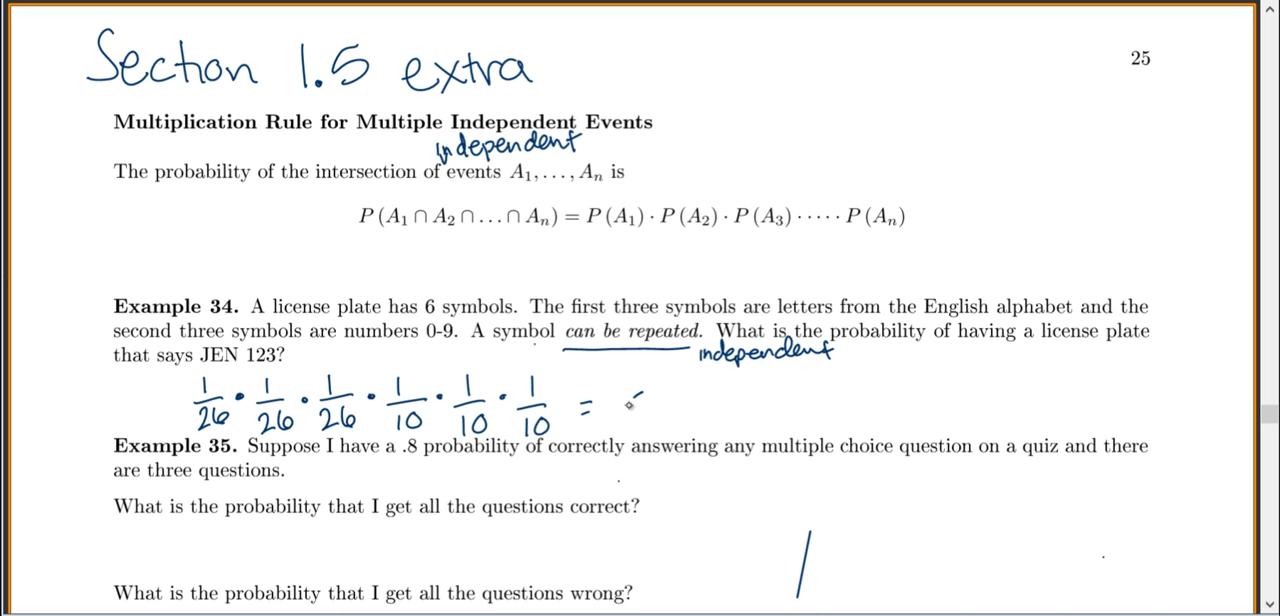 Section 1.5 extra
25
Multiplication Rule for Multiple Independent Events
independent
The probability of the intersection of events A₁, . . . , Aₙ is
P (A₁ ∩ A₂ ∩ . . . ∩ Aₙ) = P (A₁) · P (A₂) · P (A₃) · · · · · P (Aₙ)
Example 34. A license plate has 6 symbols. The first three symbols are letters from the English alphabet and the
second three symbols are numbers 0-9. A symbol can be repeated. What is the probability of having a license plate
that says JEN 123?
independent
1/26 · 1/26 · 1/26 · 1/10 · 1/10 · 1/10 =
Example 35. Suppose I have a .8 probability of correctly answering any multiple choice question on a quiz and there
are three questions.
What is the probability that I get all the questions correct?
What is the probability that I get all the questions wrong?